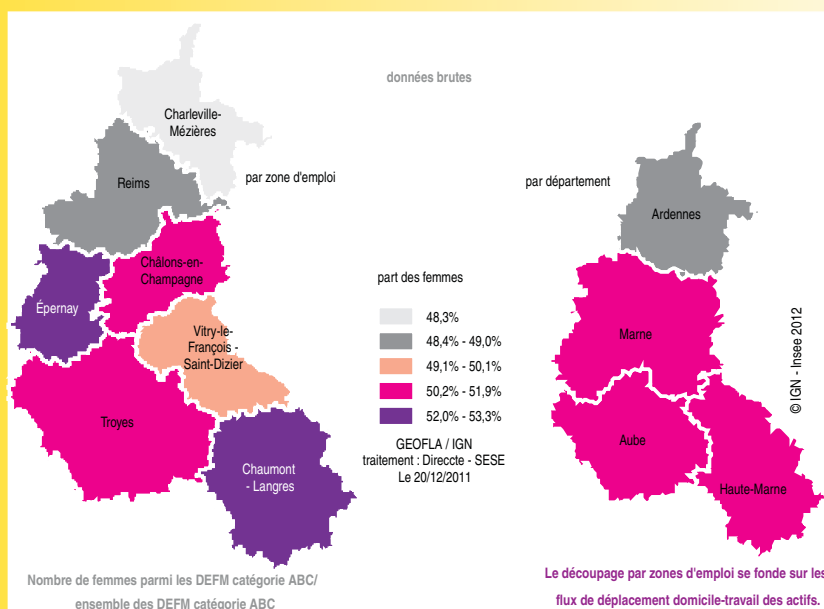 données brutes
Charleville-
Mézières
Reims
par zone d'emploi
Châlons-en-
Champagne
Épernay
Vitry-le-
François -
Saint-Dizier
Troyes
Chaumont
- Langres
part des femmes
48,3%
48,4% - 49,0%
49,1% - 50,1%
50,2% - 51,9%
52,0% - 53,3%
GEOFLA / IGN
traitement : Direccte - SESE
Le 20/12/2011
par département
Ardennes
Marne
Aube
Haute-Marne
© IGN - Insee 2012
Nombre de femmes parmi les DEFM catégorie ABC/
ensemble des DEFM catégorie ABC
Le découpage par zones d'emploi se fonde sur les
flux de déplacement domicile-travail des actifs.